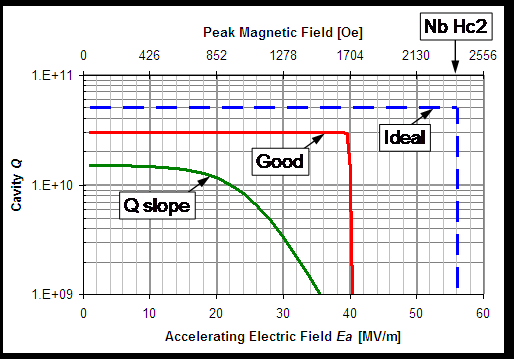 Peak Magnetic Field [Oe]
Nb Hc2
0 426 852 1278 1704 2130 2556
1.E+11
Ideal
Good
1.E+10
Q slope
1.E+09
Cavity Q
0 10 20 30 40 50 60
Accelerating Electric Field Ea [MV/m]